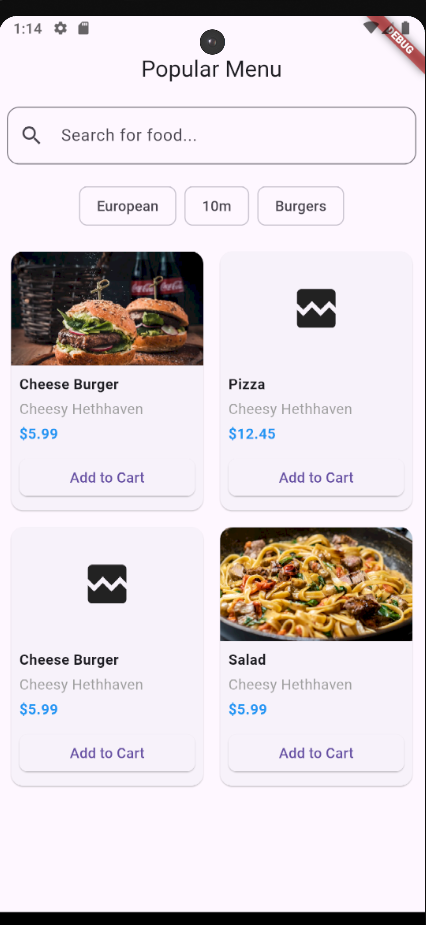 1:14
DEBUG
Popular Menu
Search for food...
European 10m Burgers
Cheese Burger Pizza
Cheesy Hethhaven Cheesy Hethhaven
$5.99 $12.45
Add to Cart Add to Cart
Cheese Burger Salad
Cheesy Hethhaven Cheesy Hethhaven
$5.99 $5.99
Add to Cart Add to Cart